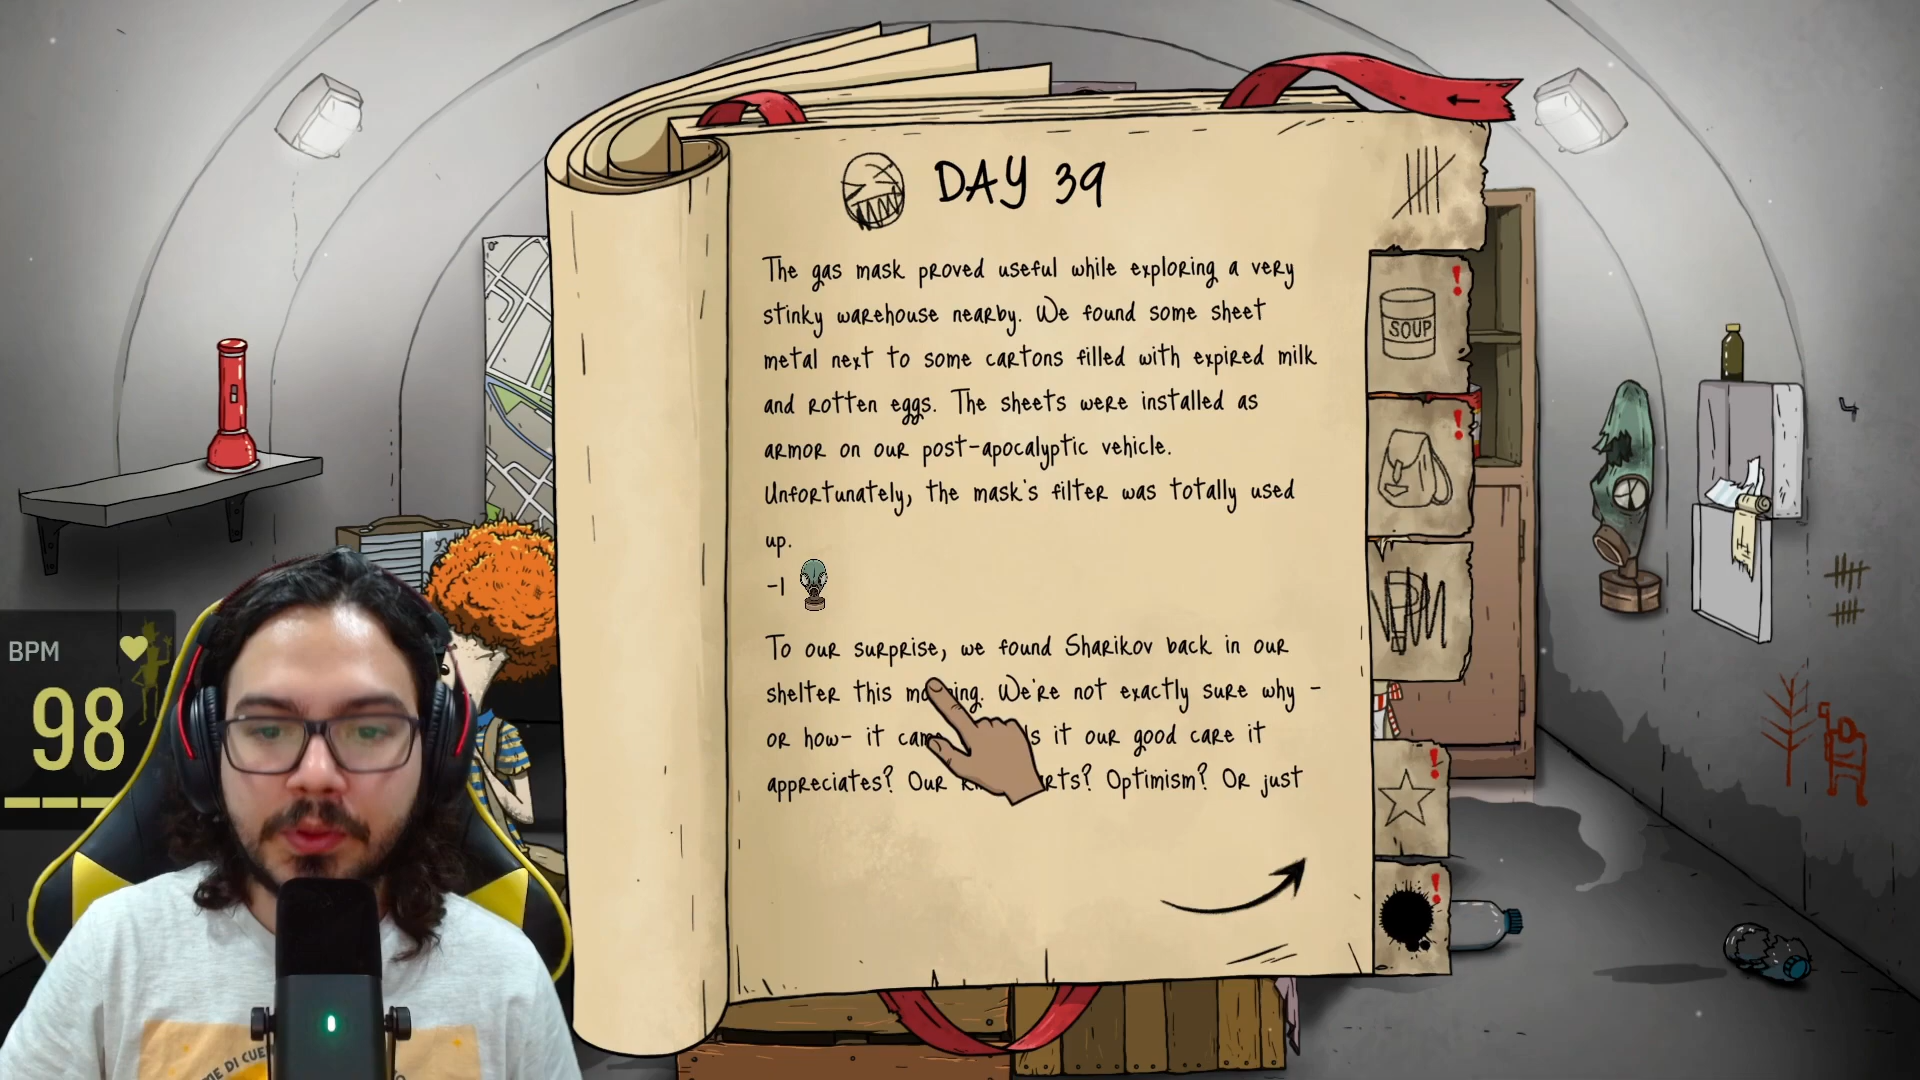 DAY 39
The gas mask proved useful while exploring a very
stinky warehouse nearby. We found some sheet
metal next to some cartons filled with expired milk
and rotten eggs. The sheets were installed as
armor on our post-apocalyptic vehicle.
Unfortunately, the mask's filter was totally used
up.
-1
To our surprise, we found Sharikov back in our
shelter this We're not exactly sure why -
or how- it it our good care it
appreciates? Our Optimism? Or just
SOUP
!
!
!
!
BPM
98